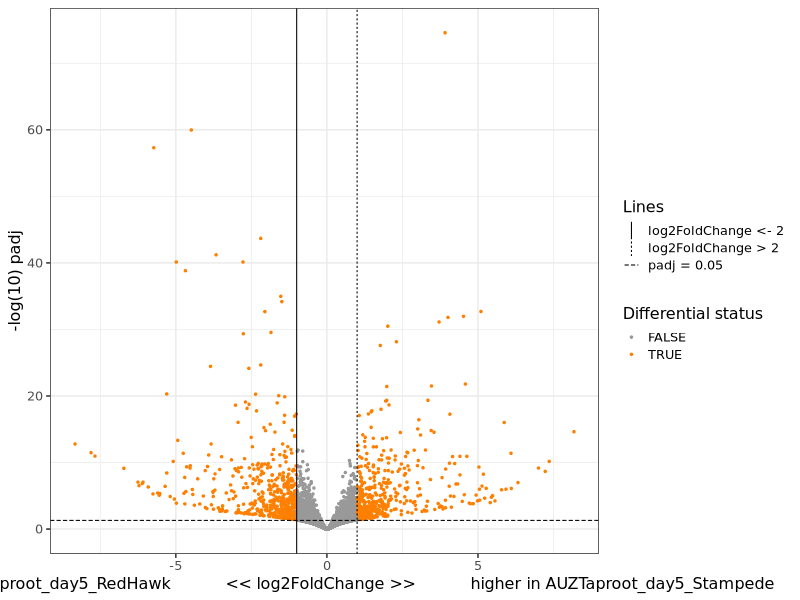 60
40
20
0
-log(10) padj
-5
0
5
proot_day5_RedHawk << log2FoldChange >> higher in AUZTaproot_day5_Stampede
Lines
log2FoldChange <- 2
log2FoldChange > 2
padj = 0.05
Differential status
FALSE
TRUE